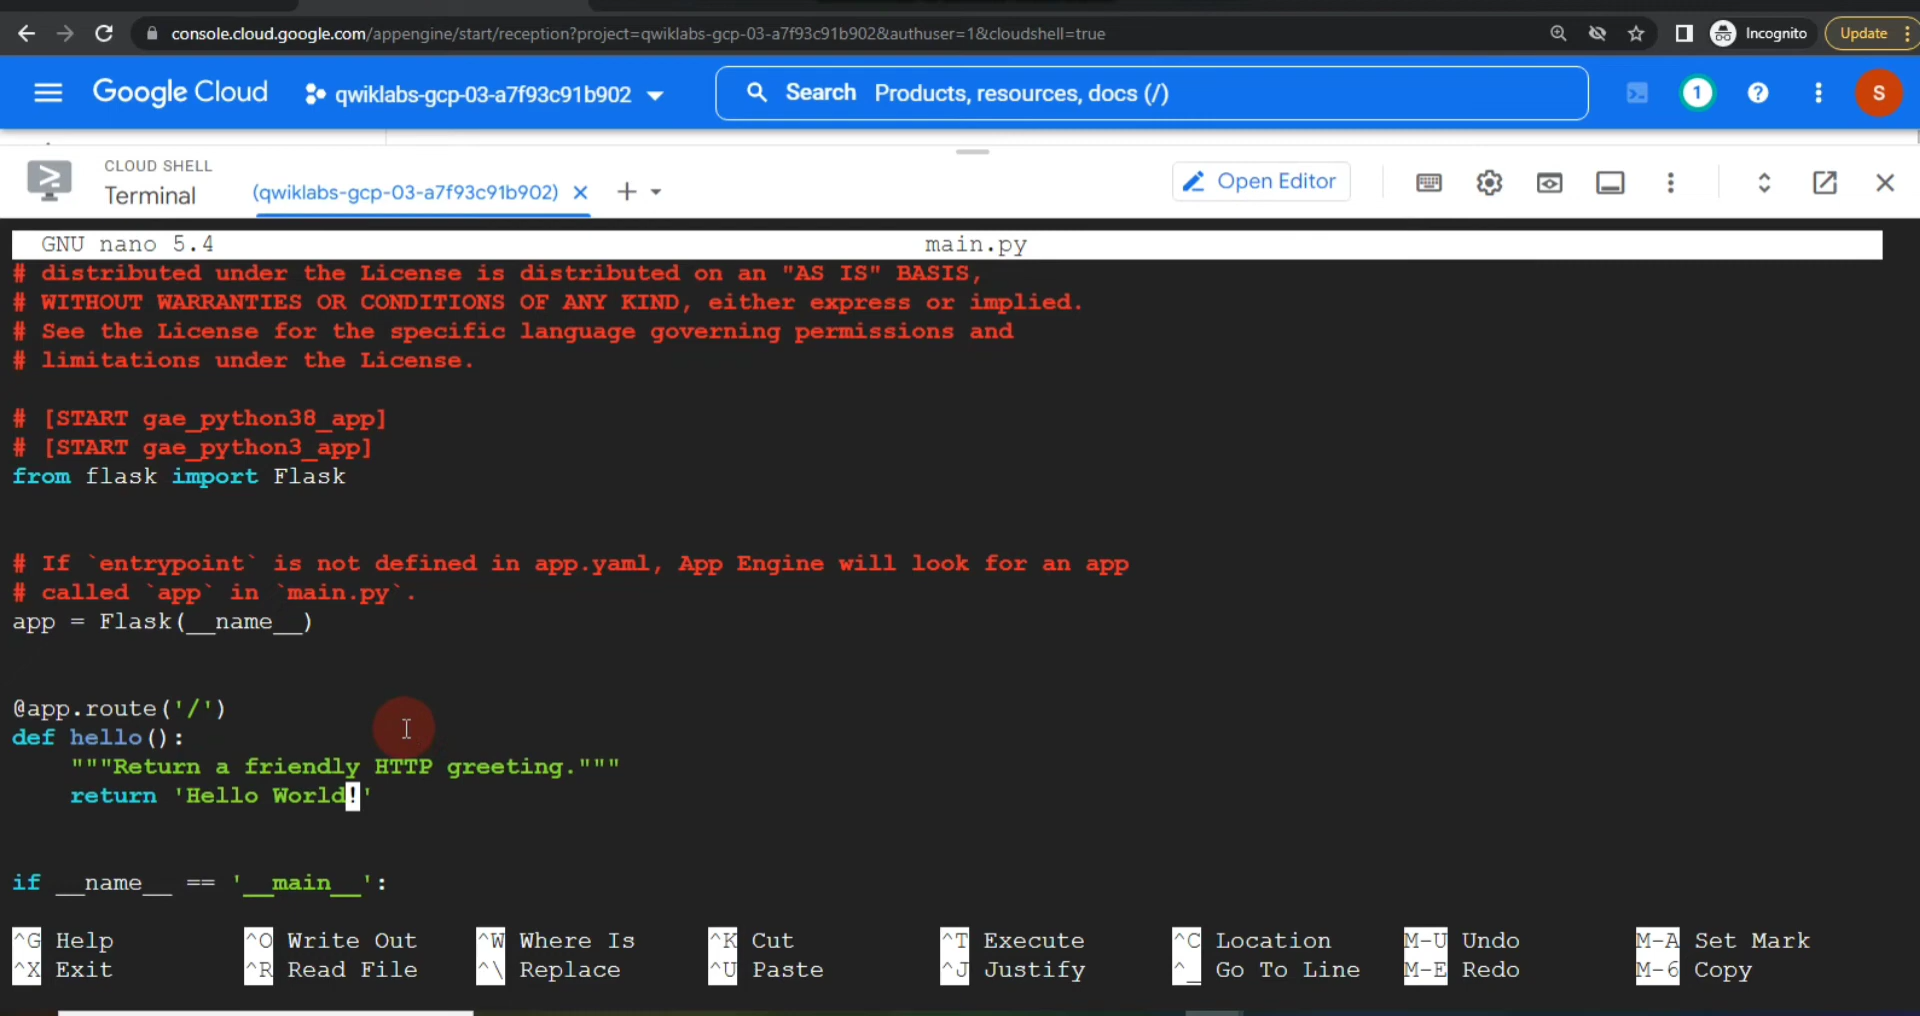 console.cloud.google.com/appengine/start/reception?project=qwiklabs-gcp-03-a7f93c91b902&authuser=1&cloudshell=true
Incognito
Update
Google Cloud
qwiklabs-gcp-03-a7f93c91b902
Search Products, resources, docs (/)
1
?
S
CLOUD SHELL
Terminal
(qwiklabs-gcp-03-a7f93c91b902)
Open Editor
GNU nano 5.4 main.py
# distributed under the License is distributed on an "AS IS" BASIS,
# WITHOUT WARRANTIES OR CONDITIONS OF ANY KIND, either express or implied.
# See the License for the specific language governing permissions and
# limitations under the License.
# [START gae_python38_app]
# [START gae_python3_app]
from flask import Flask
# If `entrypoint` is not defined in app.yaml, App Engine will look for an app
# called `app` in `main.py`.
app = Flask(__name__)
@app.route('/')
def hello():
"""Return a friendly HTTP greeting."""
return 'Hello World!'
if __name__ == '__main__':
^G Help ^O Write Out ^W Where Is ^K Cut ^T Execute ^C Location M-U Undo M-A Set Mark
^X Exit ^R Read File ^\ Replace ^U Paste ^J Justify ^_ Go To Line M-E Redo M-6 Copy